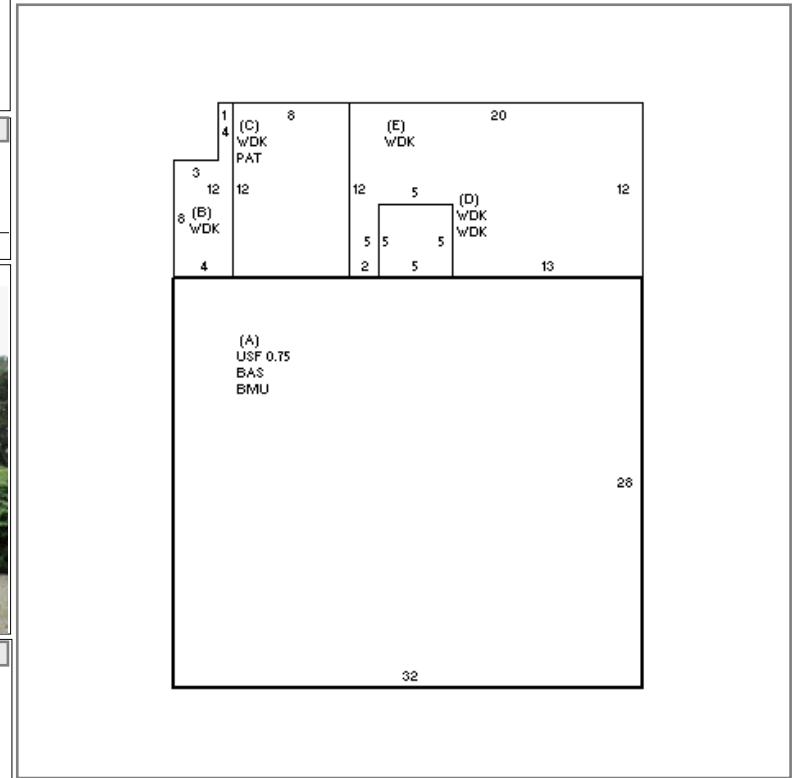 1 8 20
4 (C) (E)
WDK WDK
PAT
3
12 12 12 5 12
8 (B) (D)
WDK WDK
WDK
5 5 5
4 2 5 13
(A)
USF 0.75
BAS
BMU
28
32